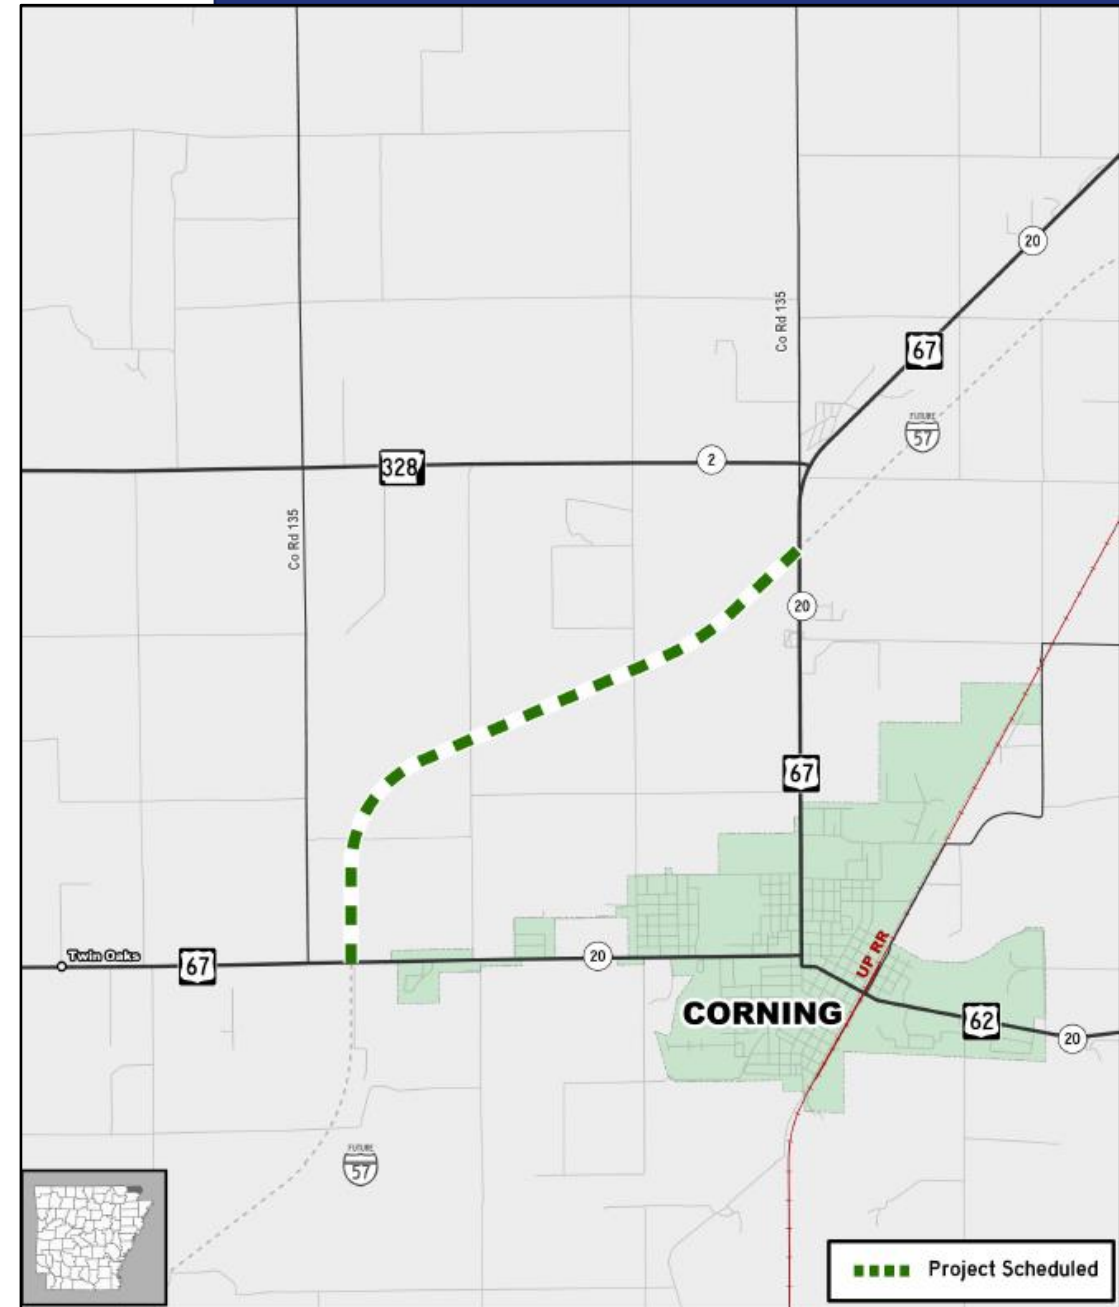 20
Co Rd 135
67
FUTURE
57
328
2
Co Rd 135
20
67
Twin Oaks
67
20
UP RR
CORNING
62
20
FUTURE
57
Project Scheduled